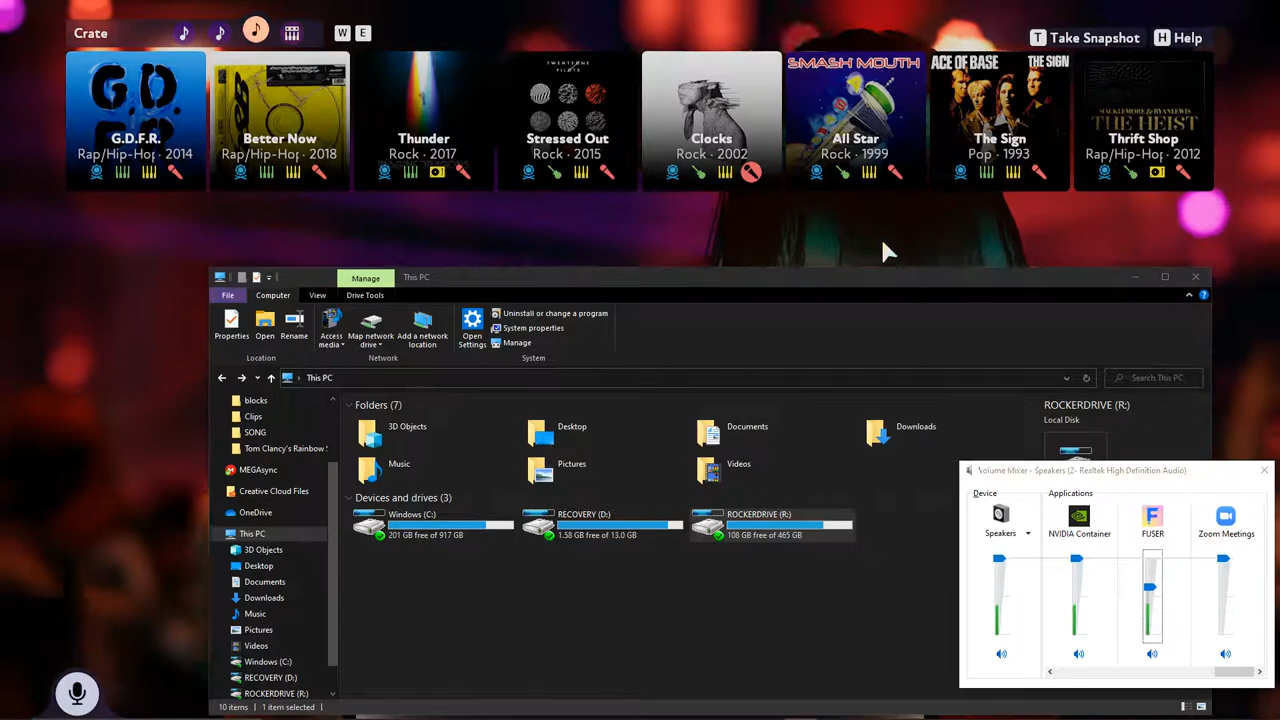 Crate
W E
T Take Snapshot H Help
G.D.F.R.
Rap/Hip-Hop · 2014
Better Now
Rap/Hip-Hop · 2018
Thunder
Rock · 2017
TWENTY ONE PILOTS
Stressed Out
Rock · 2015
Clocks
Rock · 2002
SMASH MOUTH
All Star
Rock · 1999
ACE OF BASE THE SIGN
The Sign
Pop · 1993
MACKLEMORE & RYAN LEWIS
THE HEIST
Thrift Shop
Rap/Hip-Hop · 2012
Manage This PC
File Computer View Drive Tools
Properties Open Rename
Access media Map network drive Add a network location
Open Settings
Uninstall or change a program
System properties
Manage
Location Network System
This PC
Search This PC
blocks
Clips
SONG
Tom Clancy's Rainbow
MEGAsync
Creative Cloud Files
OneDrive
This PC
3D Objects
Desktop
Documents
Downloads
Music
Pictures
Videos
Windows (C:)
RECOVERY (D:)
ROCKERDRIVE (R:)
Folders (7)
3D Objects Desktop Documents Downloads
Music Pictures Videos
Devices and drives (3)
Windows (C:)
201 GB free of 917 GB
RECOVERY (D:)
1.58 GB free of 13.0 GB
ROCKERDRIVE (R:)
108 GB free of 465 GB
ROCKERDRIVE (R:)
Local Disk
Volume Mixer - Speakers (2- Realtek High Definition Audio)
Device Applications
Speakers NVIDIA Container FUSER Zoom Meetings
10 items 1 item selected